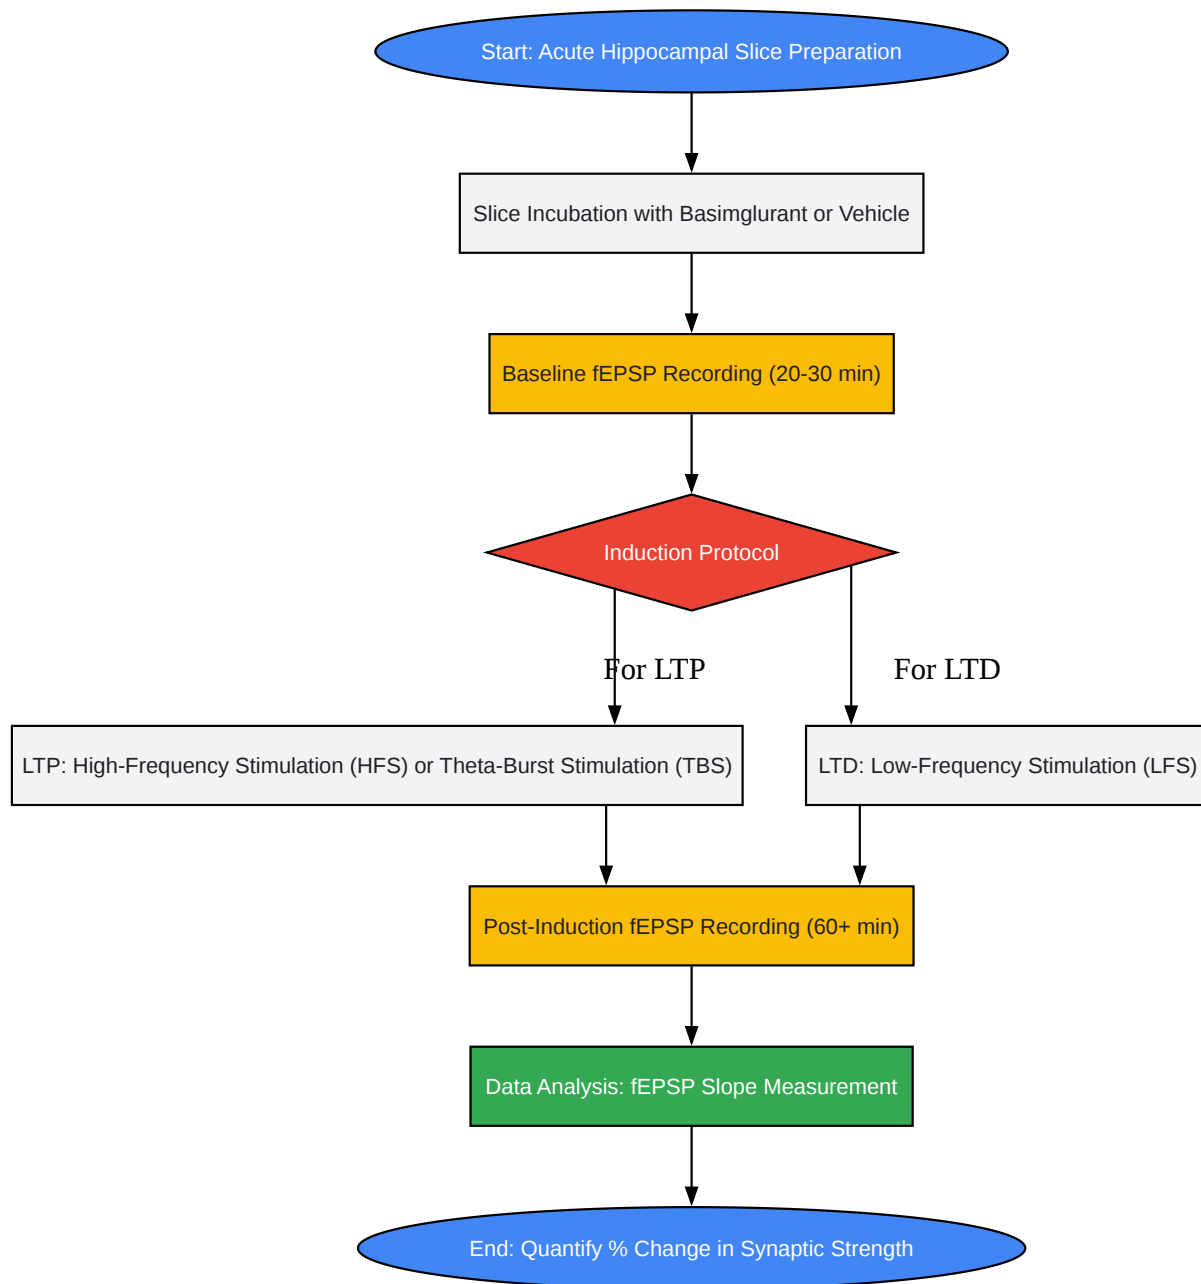 Start: Acute Hippocampal Slice Preparation
Slice Incubation with Basimglurant or Vehicle
Baseline fEPSP Recording (20-30 min)
Induction Protocol
For LTP
For LTD
LTP: High-Frequency Stimulation (HFS) or Theta-Burst Stimulation (TBS)
LTD: Low-Frequency Stimulation (LFS)
Post-Induction fEPSP Recording (60+ min)
Data Analysis: fEPSP Slope Measurement
End: Quantify % Change in Synaptic Strength